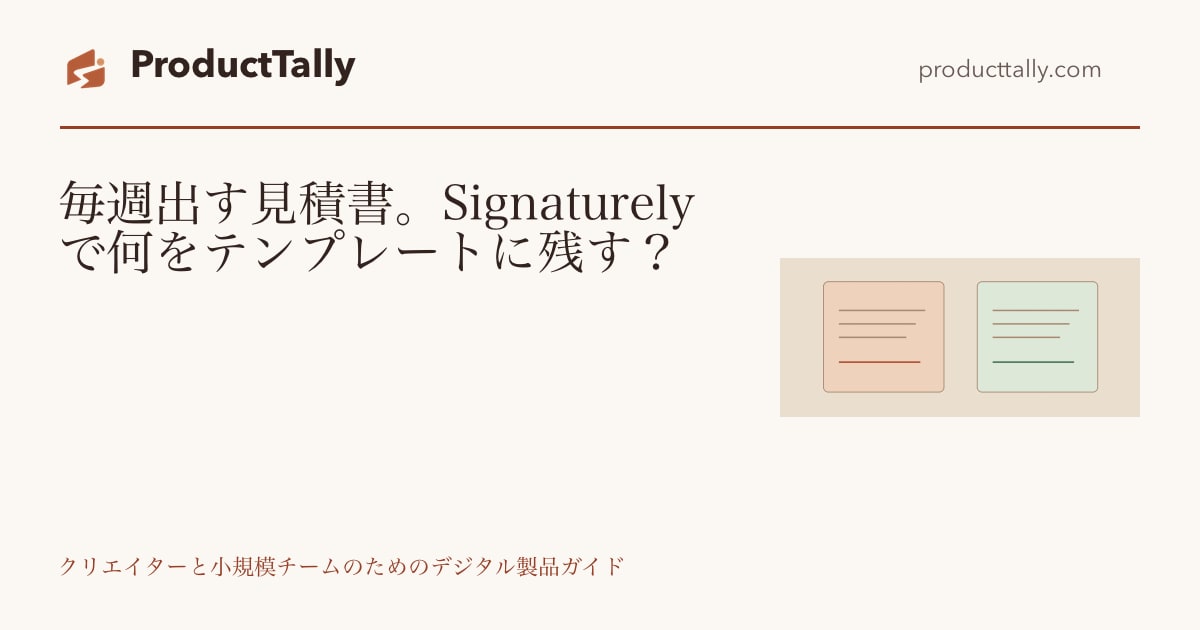 ProductTally
producttally.com
毎週出す見積書。Signaturely
で何をテンプレートに残す？
クリエイターと小規模チームのためのデジタル製品ガイド